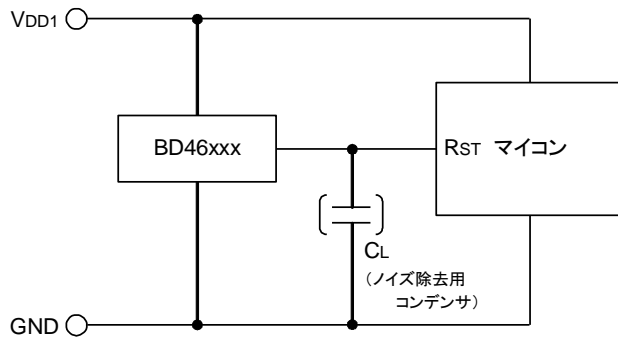 VDD1
BD46xxx
RST マイコン
CL
(ノイズ除去用
コンデンサ)
GND